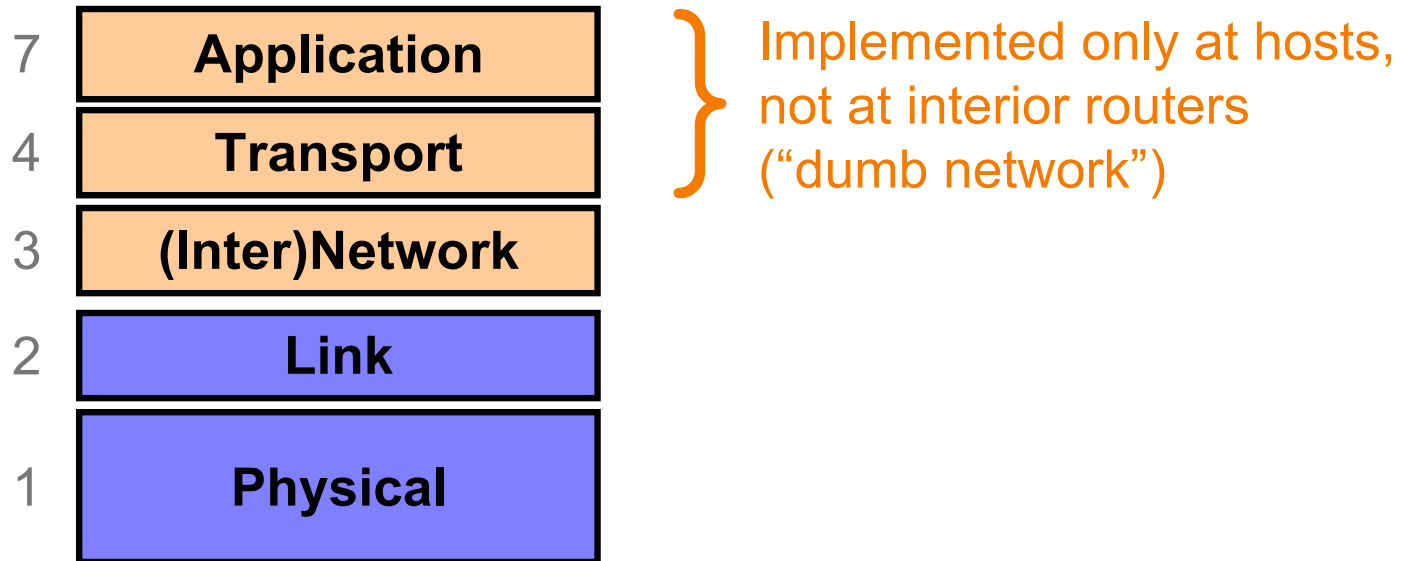 7 Application
4 Transport
3 (Inter)Network
2 Link
1 Physical
Implemented only at hosts,
not at interior routers
(“dumb network”)